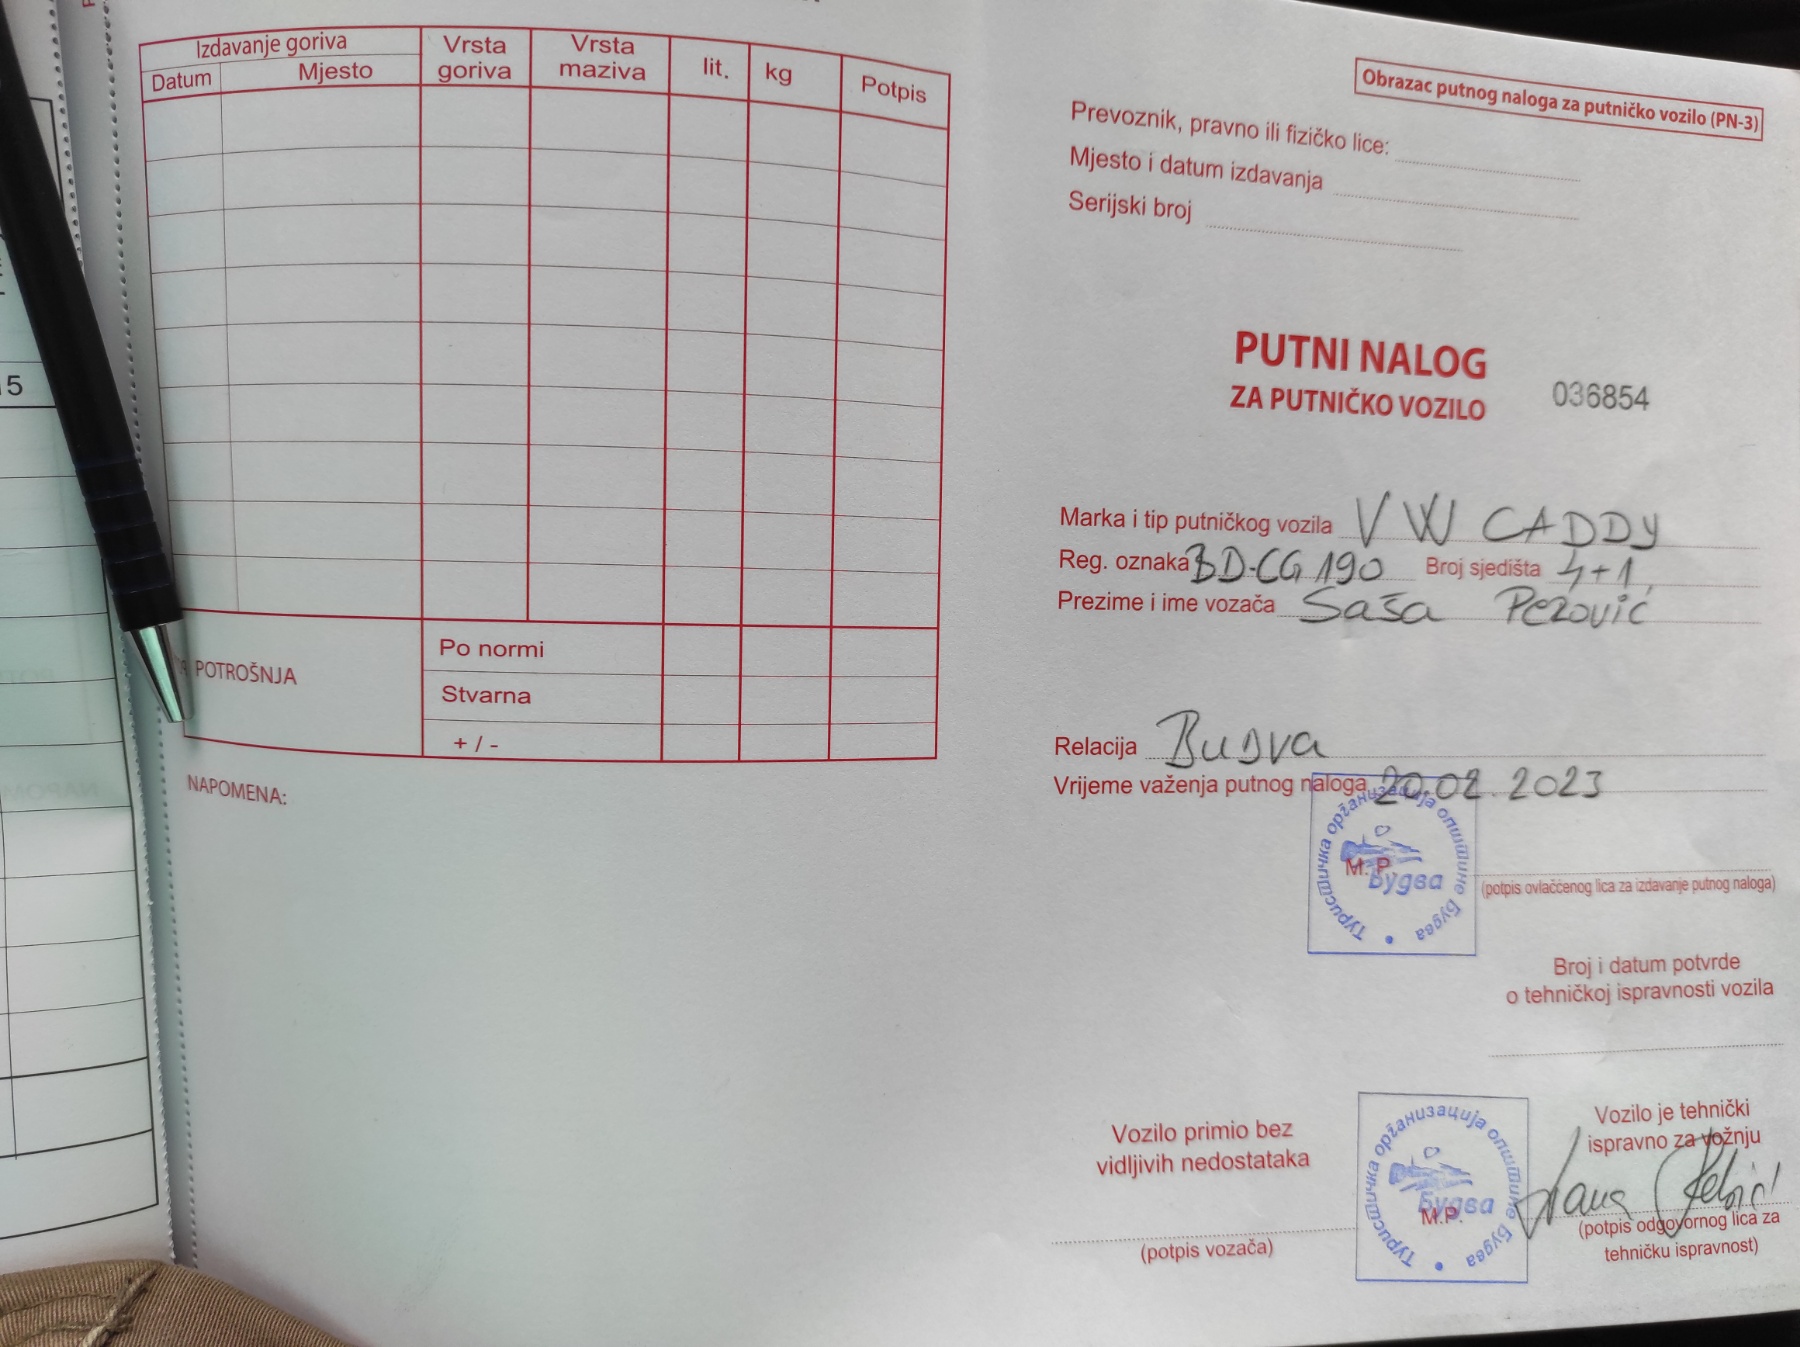 Izdavanje goriva
Datum Mjesto
Vrsta goriva
Vrsta maziva
lit.
kg
Potpis
POTROŠNJA
Po normi
Stvarna
+ / -
NAPOMENA:
15
Obrazac putnog naloga za putničko vozilo (PN-3)
Prevoznik, pravno ili fizičko lice:
Mjesto i datum izdavanja
Serijski broj
PUTNI NALOG
ZA PUTNIČKO VOZILO 036854
Marka i tip putničkog vozila VW CADDY
Reg. oznaka BD-CG 190 Broj sjedišta 4+1
Prezime i ime vozača Saša Perović
Relacija Budva
Vrijeme važenja putnog naloga 20.02.2023
Туристичка организација општине Будва
Будва
M.P.
(potpis ovlaččenog lica za izdavanje putnog naloga)
Broj i datum potvrde
o tehničkoj ispravnosti vozila
Vozilo primio bez
vidljivih nedostataka
(potpis vozača)
Туристичка организација општине Будва
Будва
M.P.
Vozilo je tehnički
ispravno za vožnju
(potpis odgovornog lica za
tehničku ispravnost)